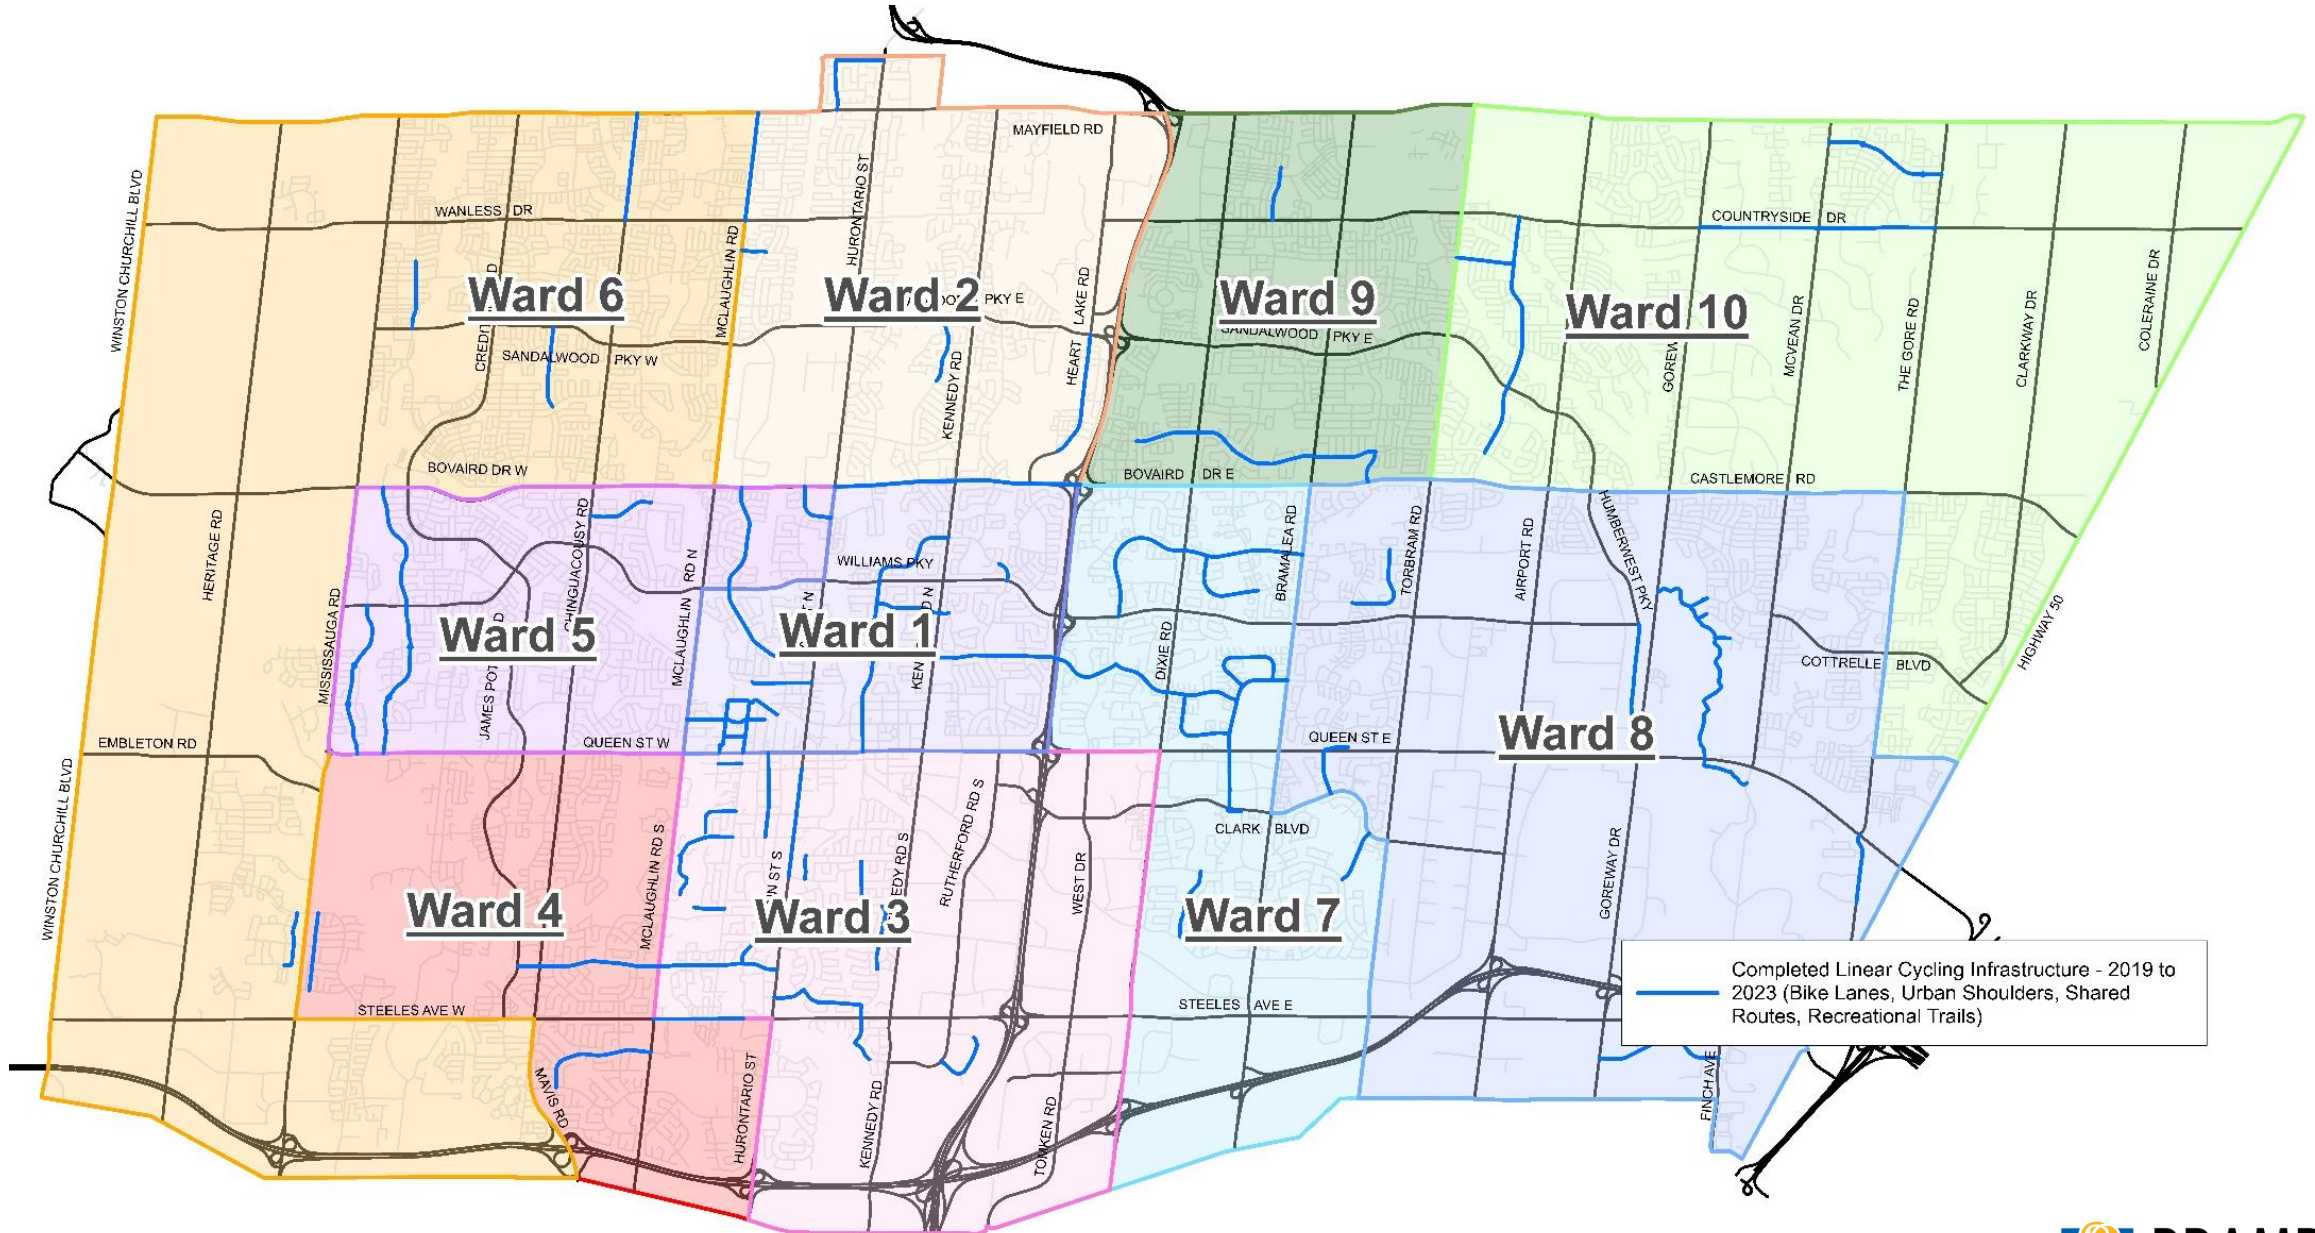 MAYFIELD RD
WINSTON CHURCHILL BLVD
WANLESS DR
HURONTARIO ST
COUNTRYSIDE DR
MCLAUGHLIN RD
COLERAINE DR
HEART LAKE RD
Ward 6
Ward 2
PKY E
Ward 9
Ward 10
MCVEAN DR
THE GORE RD
CLARKWAY DR
SANDALWOOD PKY W
SANDALWOOD PKY E
KENNEDY RD
BOVAIRD DR W
BOVAIRD DR E
CASTLEMORE RD
HERITAGE RD
CHINGUACOUSY RD
MCLAUGHLIN RD N
WILLIAMS PKY
BRAMALEA RD
TORBRAM RD
AIRPORT RD
HUMBERWEST PKY
MISSISSAUGA RD
Ward 5
Ward 1
DIXIE RD
COTTRELLE BLVD
HIGHWAY 50
EMBLETON RD
QUEEN ST W
QUEEN ST E
Ward 8
WINSTON CHURCHILL BLVD
MCLAUGHLIN RD S
RUTHERFORD RD S
WEST DR
CLARK BLVD
GOREWAY DR
Ward 4
Ward 3
Ward 7
STEELES AVE W
STEELES AVE E
Completed Linear Cycling Infrastructure - 2019 to
2023 (Bike Lanes, Urban Shoulders, Shared
Routes, Recreational Trails)
MAVIS RD
HURONTARIO ST
KENNEDY RD
TOMKEN RD
FINCH AVE